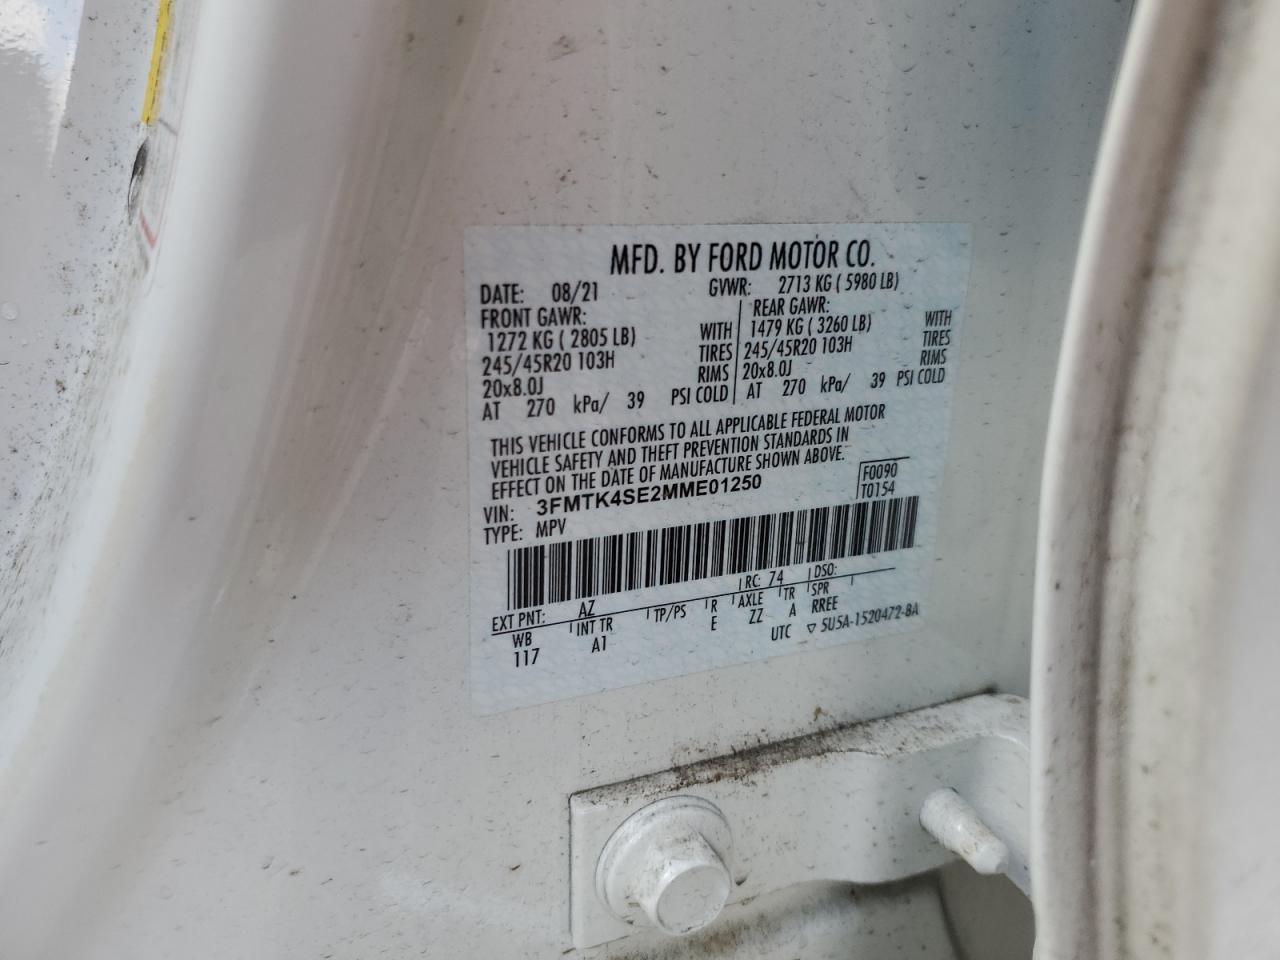 MFD. BY FORD MOTOR CO.
DATE: 08/21 GVWR: 2713 KG ( 5980 LB)
FRONT GAWR: REAR GAWR:
1272 KG ( 2805 LB) WITH 1479 KG ( 3260 LB) WITH
245/45R20 103H TIRES 245/45R20 103H TIRES
20x8.0J RIMS 20x8.0J RIMS
AT 270 kPa/ 39 PSI COLD AT 270 kPa/ 39 PSI COLD
THIS VEHICLE CONFORMS TO ALL APPLICABLE FEDERAL MOTOR
VEHICLE SAFETY AND THEFT PREVENTION STANDARDS IN
EFFECT ON THE DATE OF MANUFACTURE SHOWN ABOVE.
VIN: 3FMTK4SE2MME01250 F0090
TYPE: MPV T0154
EXT PNT: AZ RC: 74 DSO:
WB INT TR TP/PS R AXLE TR SPR
117 A1 E ZZ A RREE
UTC ▽ 5U5A-1520472-BA